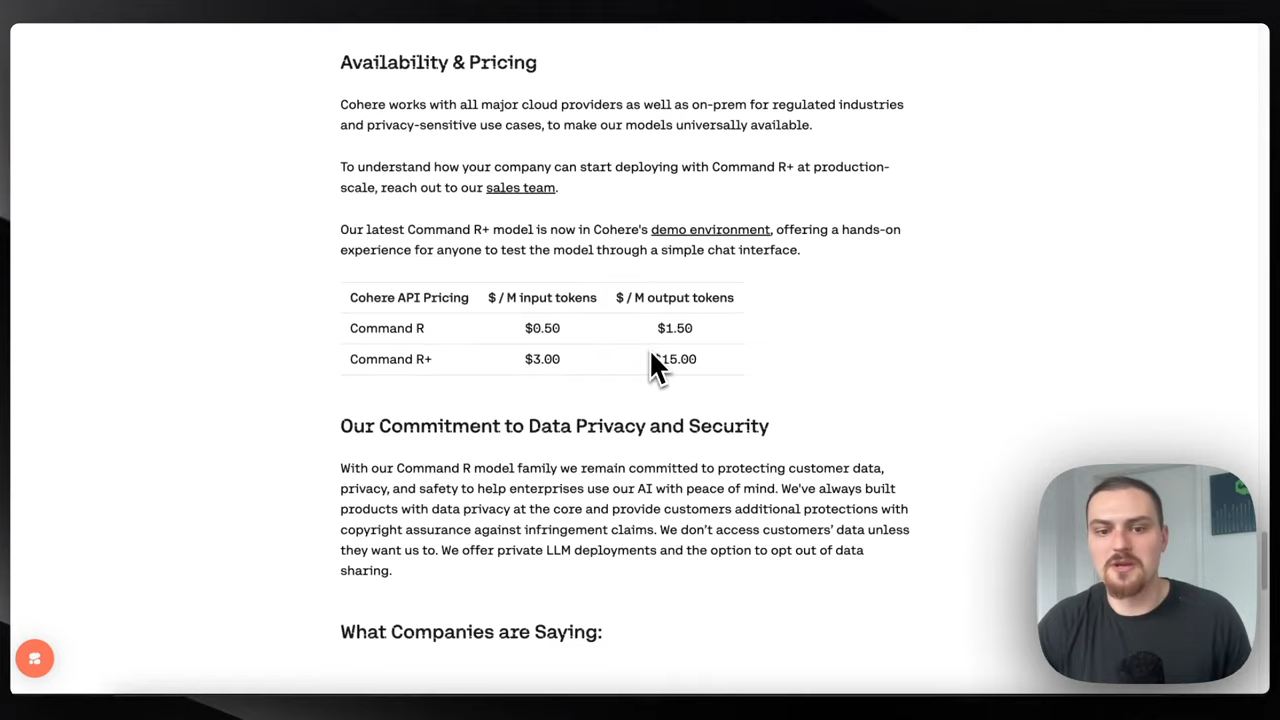 Availability & Pricing
Cohere works with all major cloud providers as well as on-prem for regulated industries
and privacy-sensitive use cases, to make our models universally available.
To understand how your company can start deploying with Command R+ at production-
scale, reach out to our sales team.
Our latest Command R+ model is now in Cohere's demo environment, offering a hands-on
experience for anyone to test the model through a simple chat interface.
Cohere API Pricing $ / M input tokens $ / M output tokens
Command R $0.50 $1.50
Command R+ $3.00 $15.00
Our Commitment to Data Privacy and Security
With our Command R model family we remain committed to protecting customer data,
privacy, and safety to help enterprises use our AI with peace of mind. We've always built
products with data privacy at the core and provide customers additional protections with
copyright assurance against infringement claims. We don't access customers' data unless
they want us to. We offer private LLM deployments and the option to opt out of data
sharing.
What Companies are Saying: